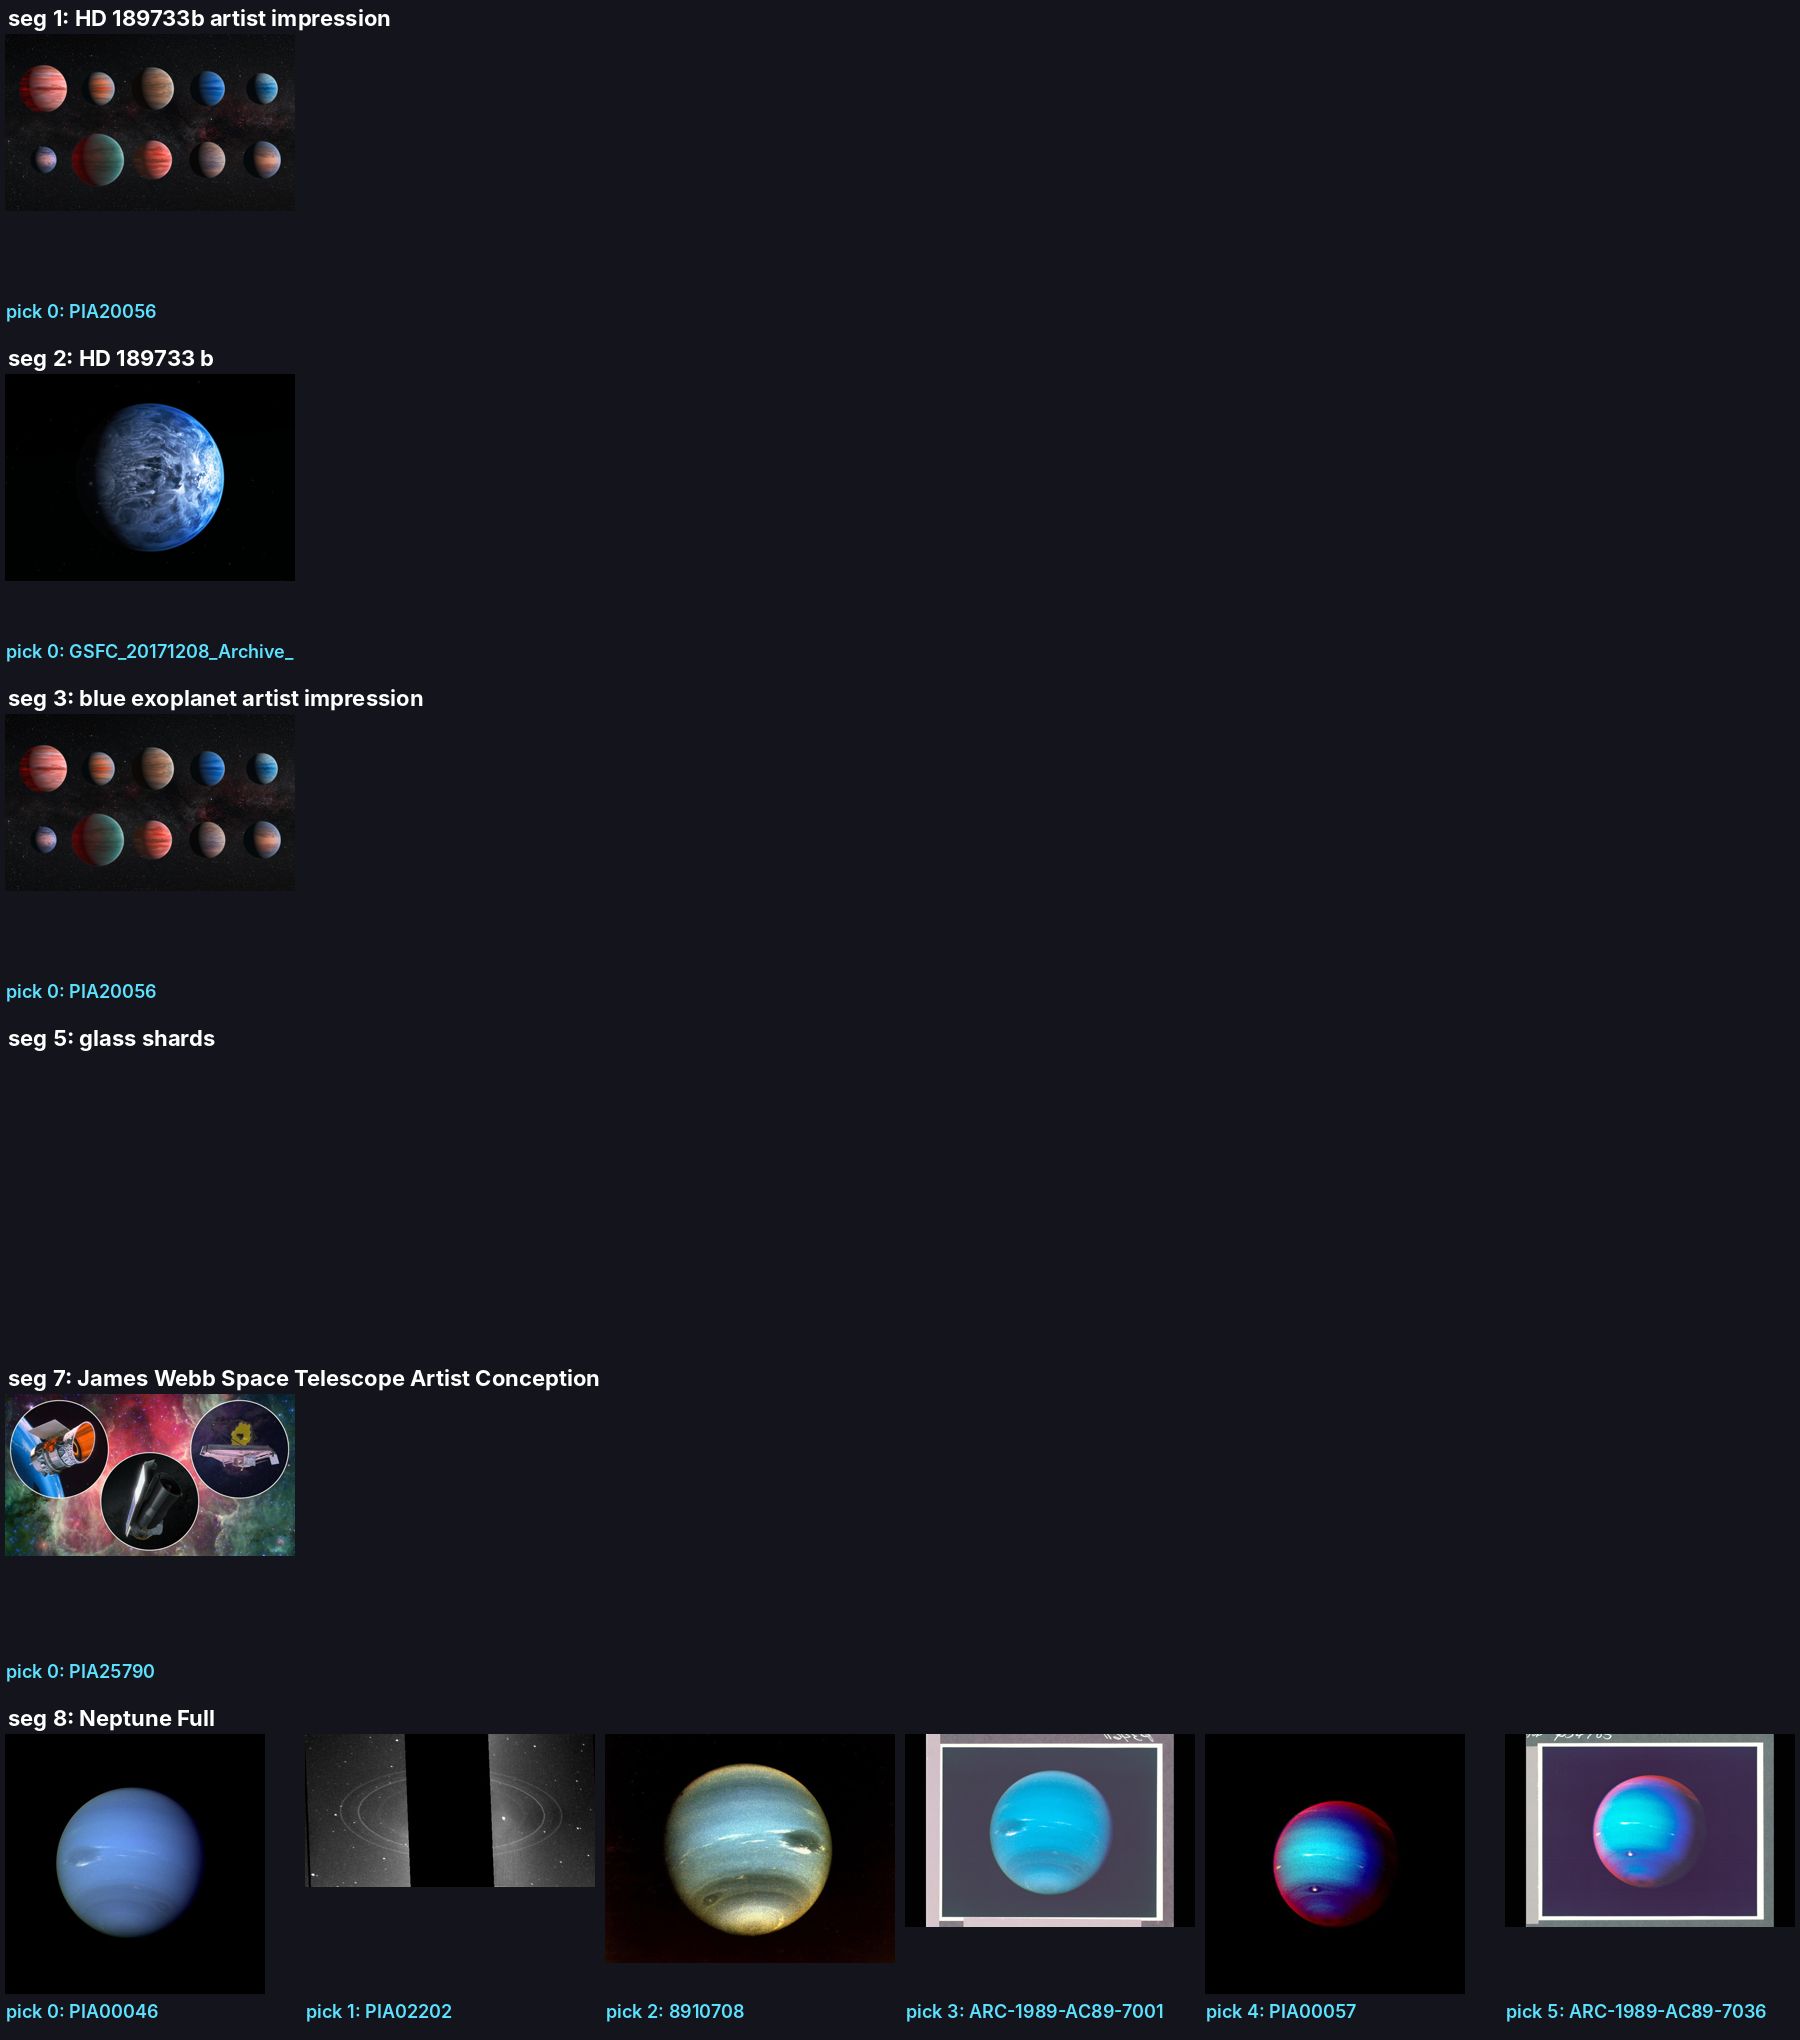 seg 1: HD 189733b artist impression
pick 0: PIA20056
seg 2: HD 189733 b
pick 0: GSFC_20171208_Archive_
seg 3: blue exoplanet artist impression
pick 0: PIA20056
seg 5: glass shards
seg 7: James Webb Space Telescope Artist Conception
pick 0: PIA25790
seg 8: Neptune Full
pick 0: PIA00046
pick 1: PIA02202
pick 2: 8910708
pick 3: ARC-1989-AC89-7001
pick 4: PIA00057
pick 5: ARC-1989-AC89-7036